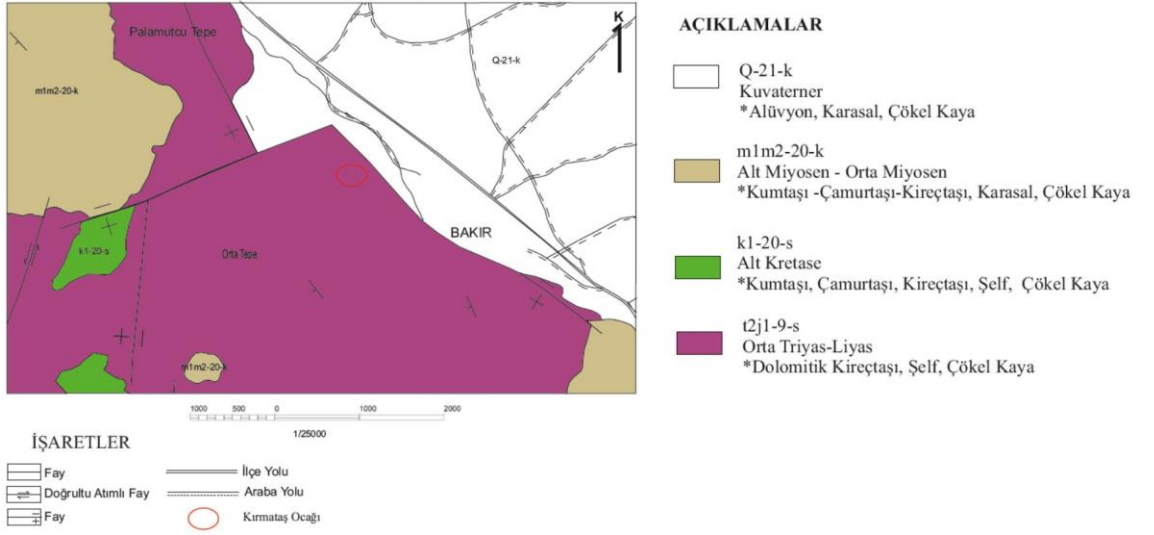 Palamutcu Tepe
K
Q-21-k
m1m2-20-k
BAKIR
k1-20-s
Orta Tepe
m1m2-20-k
1000 500 0 1000 2000
1/25000
İŞARETLER
Fay
Doğrultu Atımlı Fay
Fay
İlçe Yolu
Araba Yolu
Kırmataş Ocağı
AÇIKLAMALAR
Q-21-k
Kuvaterner
*Alüvyon, Karasal, Çökel Kaya
m1m2-20-k
Alt Miyosen - Orta Miyosen
*Kumtaşı -Çamurtaşı-Kireçtaşı, Karasal, Çökel Kaya
k1-20-s
Alt Kretase
*Kumtaşı, Çamurtaşı, Kireçtaşı, Şelf, Çökel Kaya
t2j1-9-s
Orta Triyas-Liyas
*Dolomitik Kireçtaşı, Şelf, Çökel Kaya